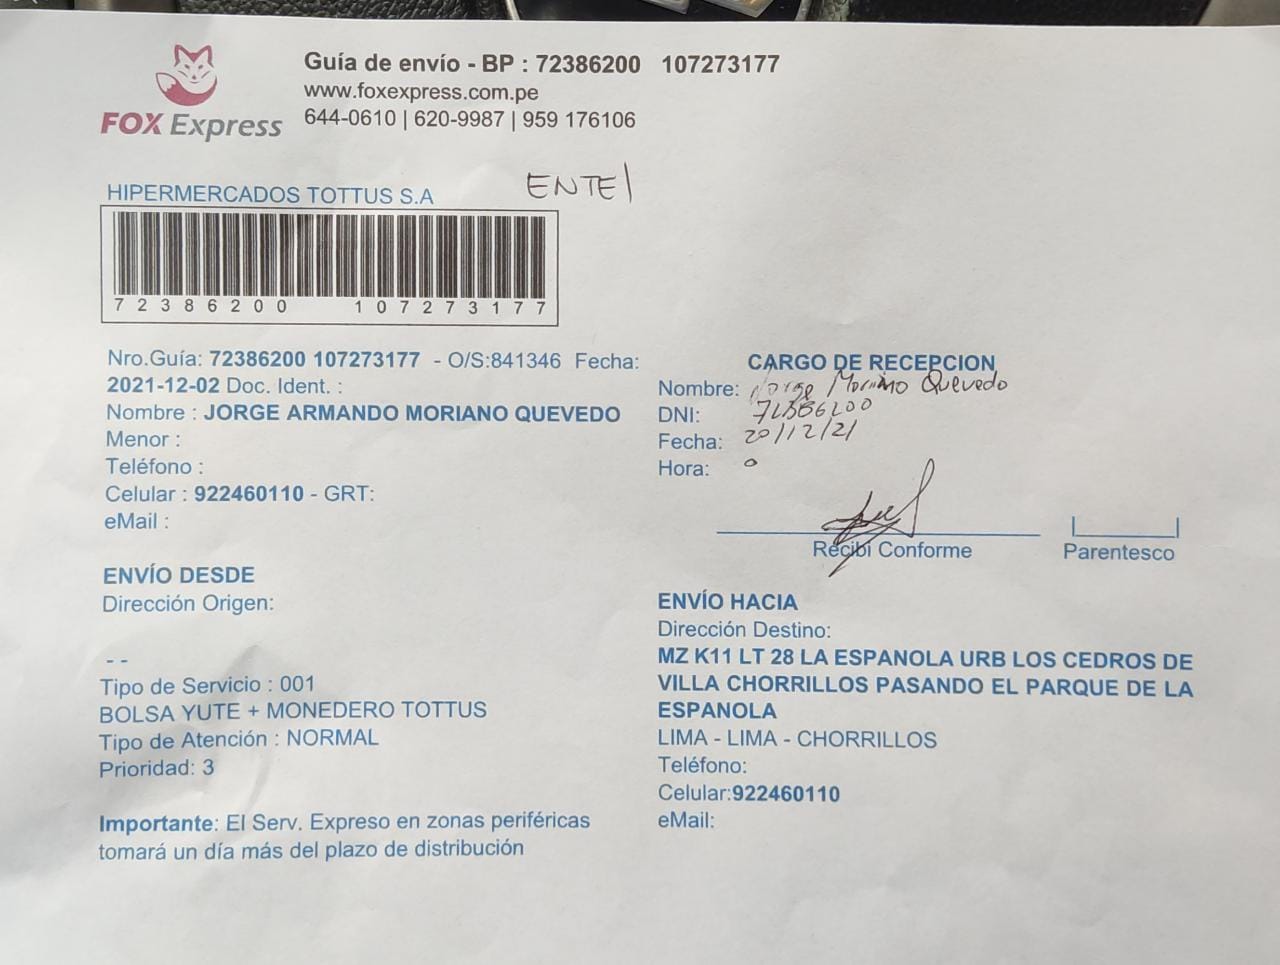 FOX Express
Guía de envío - BP : 72386200 107273177
www.foxexpress.com.pe
644-0610 | 620-9987 | 959 176106
HIPERMERCADOS TOTTUS S.A
ENTEl
72386200 107273177
Nro.Guía: 72386200 107273177 - O/S:841346 Fecha:
2021-12-02 Doc. Ident. :
Nombre : JORGE ARMANDO MORIANO QUEVEDO
Menor :
Teléfono :
Celular : 922460110 - GRT:
eMail :
CARGO DE RECEPCION
Nombre: Jorge Moriano Quevedo
DNI: 72386200
Fecha: 20/12/21
Hora:
Recibi Conforme
Parentesco
ENVÍO DESDE
Dirección Origen:
- -
Tipo de Servicio : 001
BOLSA YUTE + MONEDERO TOTTUS
Tipo de Atención : NORMAL
Prioridad: 3
Importante: El Serv. Expreso en zonas periféricas
tomará un día más del plazo de distribución
ENVÍO HACIA
Dirección Destino:
MZ K11 LT 28 LA ESPANOLA URB LOS CEDROS DE
VILLA CHORRILLOS PASANDO EL PARQUE DE LA
ESPANOLA
LIMA - LIMA - CHORRILLOS
Teléfono:
Celular:922460110
eMail: